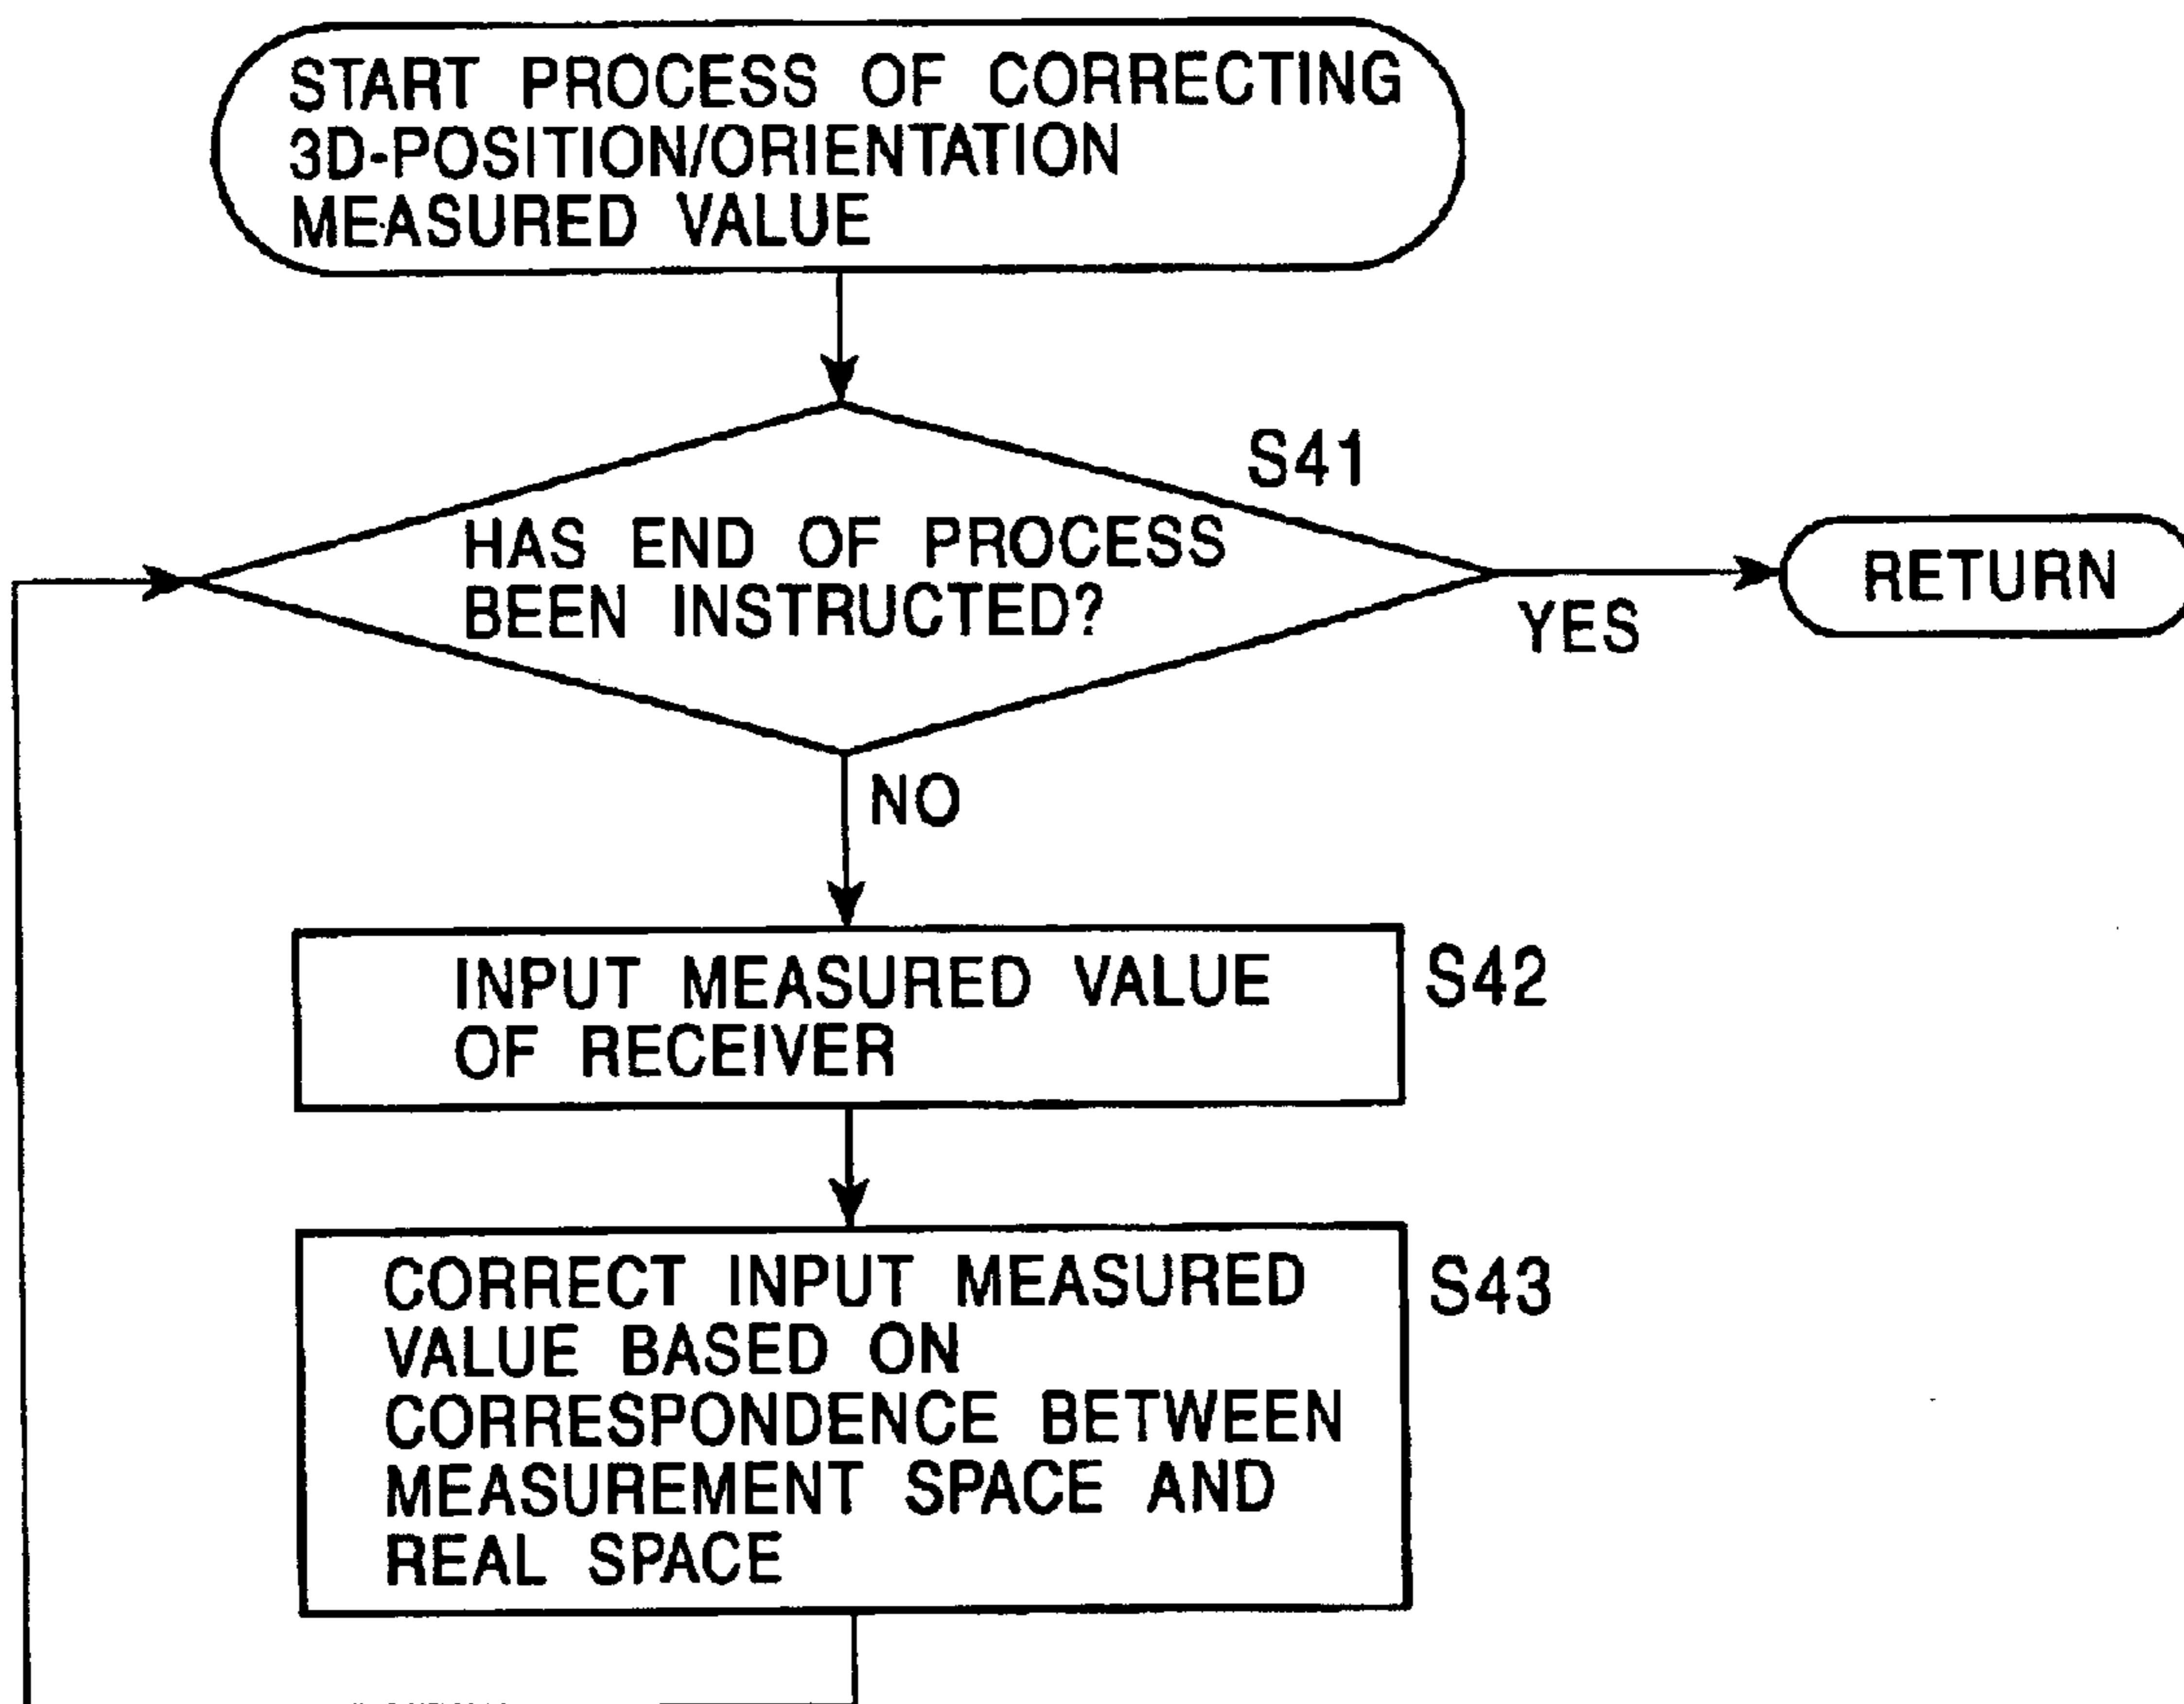 START PROCESS OF CORRECTING
3D-POSITION/ORIENTATION
MEASURED VALUE
S41
HAS END OF PROCESS
BEEN INSTRUCTED?
YES
RETURN
NO
INPUT MEASURED VALUE
OF RECEIVER
S42
CORRECT INPUT MEASURED
VALUE BASED ON
CORRESPONDENCE BETWEEN
MEASUREMENT SPACE AND
REAL SPACE
S43